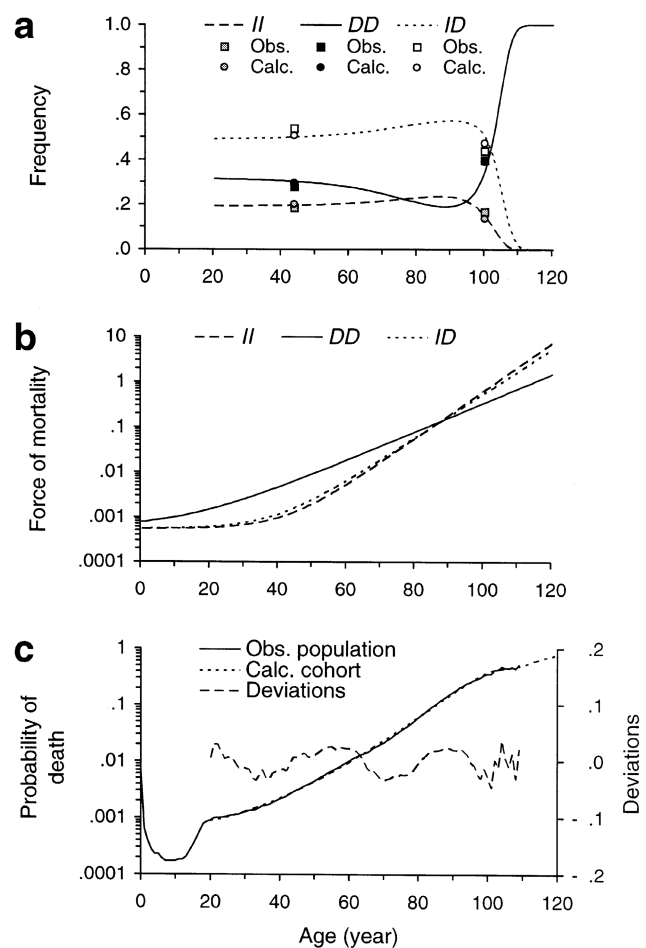 a
II DD ID
Obs. Obs. Obs.
Calc. Calc. Calc.
Frequency
1.0
.8
.6
.4
.2
.0
0 20 40 60 80 100 120
b
II DD ID
Force of mortality
10
1
.1
.01
.001
.0001
0 20 40 60 80 100 120
c
Obs. population
Calc. cohort
Deviations
Probability of
death
1
.1
.01
.001
.0001
.2
.1
.0
- .1
- .2
Deviations
0 20 40 60 80 100 120
Age (year)